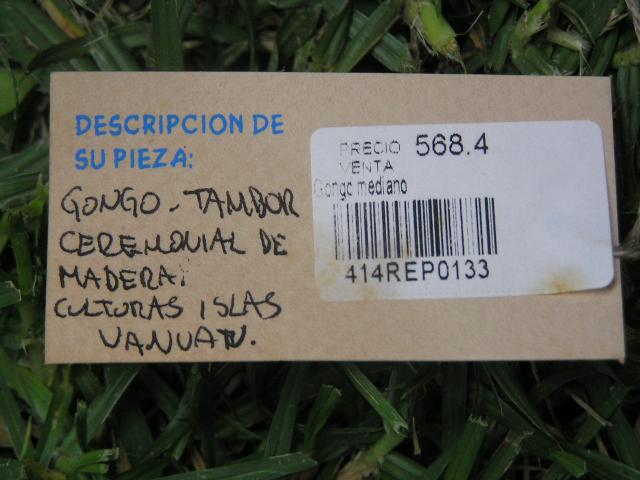 DESCRIPCION DE
SU PIEZA:
GONGO - TAMBOR
CEREMONIAL DE
MADERA;
CULTURAS ISLAS
VANUATU.
PRECIO 568.4
VENTA
Gongo mediano
414REP0133